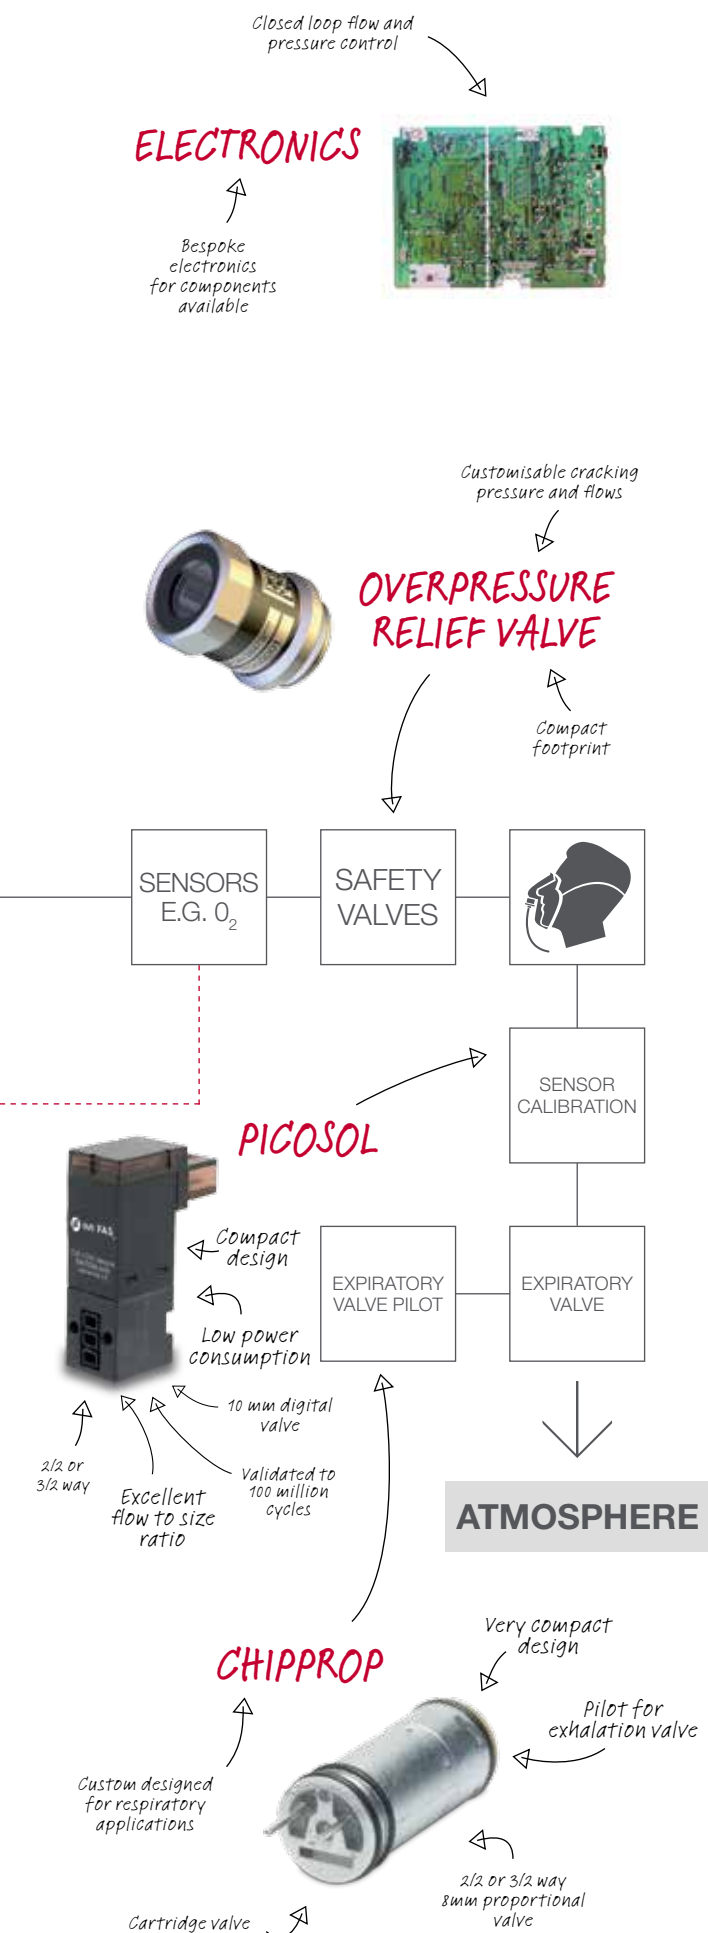 Closed loop flow and
pressure control
ELECTRONICS
Bespoke
electronics
for components
available
Customisable cracking
pressure and flows
OVERPRESSURE
RELIEF VALVE
Compact
footprint
SENSORS
E.G. 0₂
SAFETY
VALVES
SENSOR
CALIBRATION
PICOSOL
FAS
Compact
design
EXPIRATORY
VALVE PILOT
EXPIRATORY
VALVE
Low power
consumption
10 mm digital
valve
2/2 or
3/2 way
Validated to
100 million
cycles
Excellent
flow to size
ratio
ATMOSPHERE
CHIPPROP
Very compact
design
Pilot for
exhalation valve
Custom designed
for respiratory
applications
2/2 or 3/2 way
8mm proportional
valve
Cartridge valve